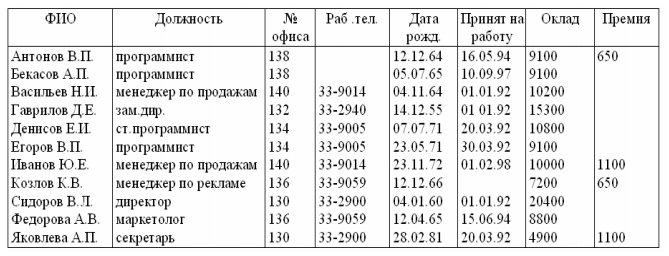 ФИО Должность № офиса Раб .тел. Дата рожд. Принят на работу Оклад Премия
Антонов В.П. программист 138 12.12.64 16.05.94 9100 650
Бекасов А.П. программист 138 05.07.65 10.09.97 9100
Васильев Н.И. менеджер по продажам 140 33-9014 04.11.64 01.01.92 10200
Гаврилов Д.Е. зам.дир. 132 33-2940 14.12.55 01 01.92 15300
Денисов Е.И. ст.программист 134 33-9005 07.07.71 20.03.92 10800
Егоров В.П. программист 134 33-9005 23.05.71 30.03.92 9100
Иванов Ю.Е. менеджер по продажам 140 33-9014 23.11.72 01.02.98 10000 1100
Козлов К.В. менеджер по рекламе 136 33-9059 12.12.66 7200 650
Сидоров В.Л. директор 130 33-2900 04.01.60 01.01.92 20400
Федорова А.В. маркетолог 136 33-9059 12.04.65 15.06.94 8800
Яковлева А.П. секретарь 130 33-2900 28.02.81 20.03.92 4900 1100